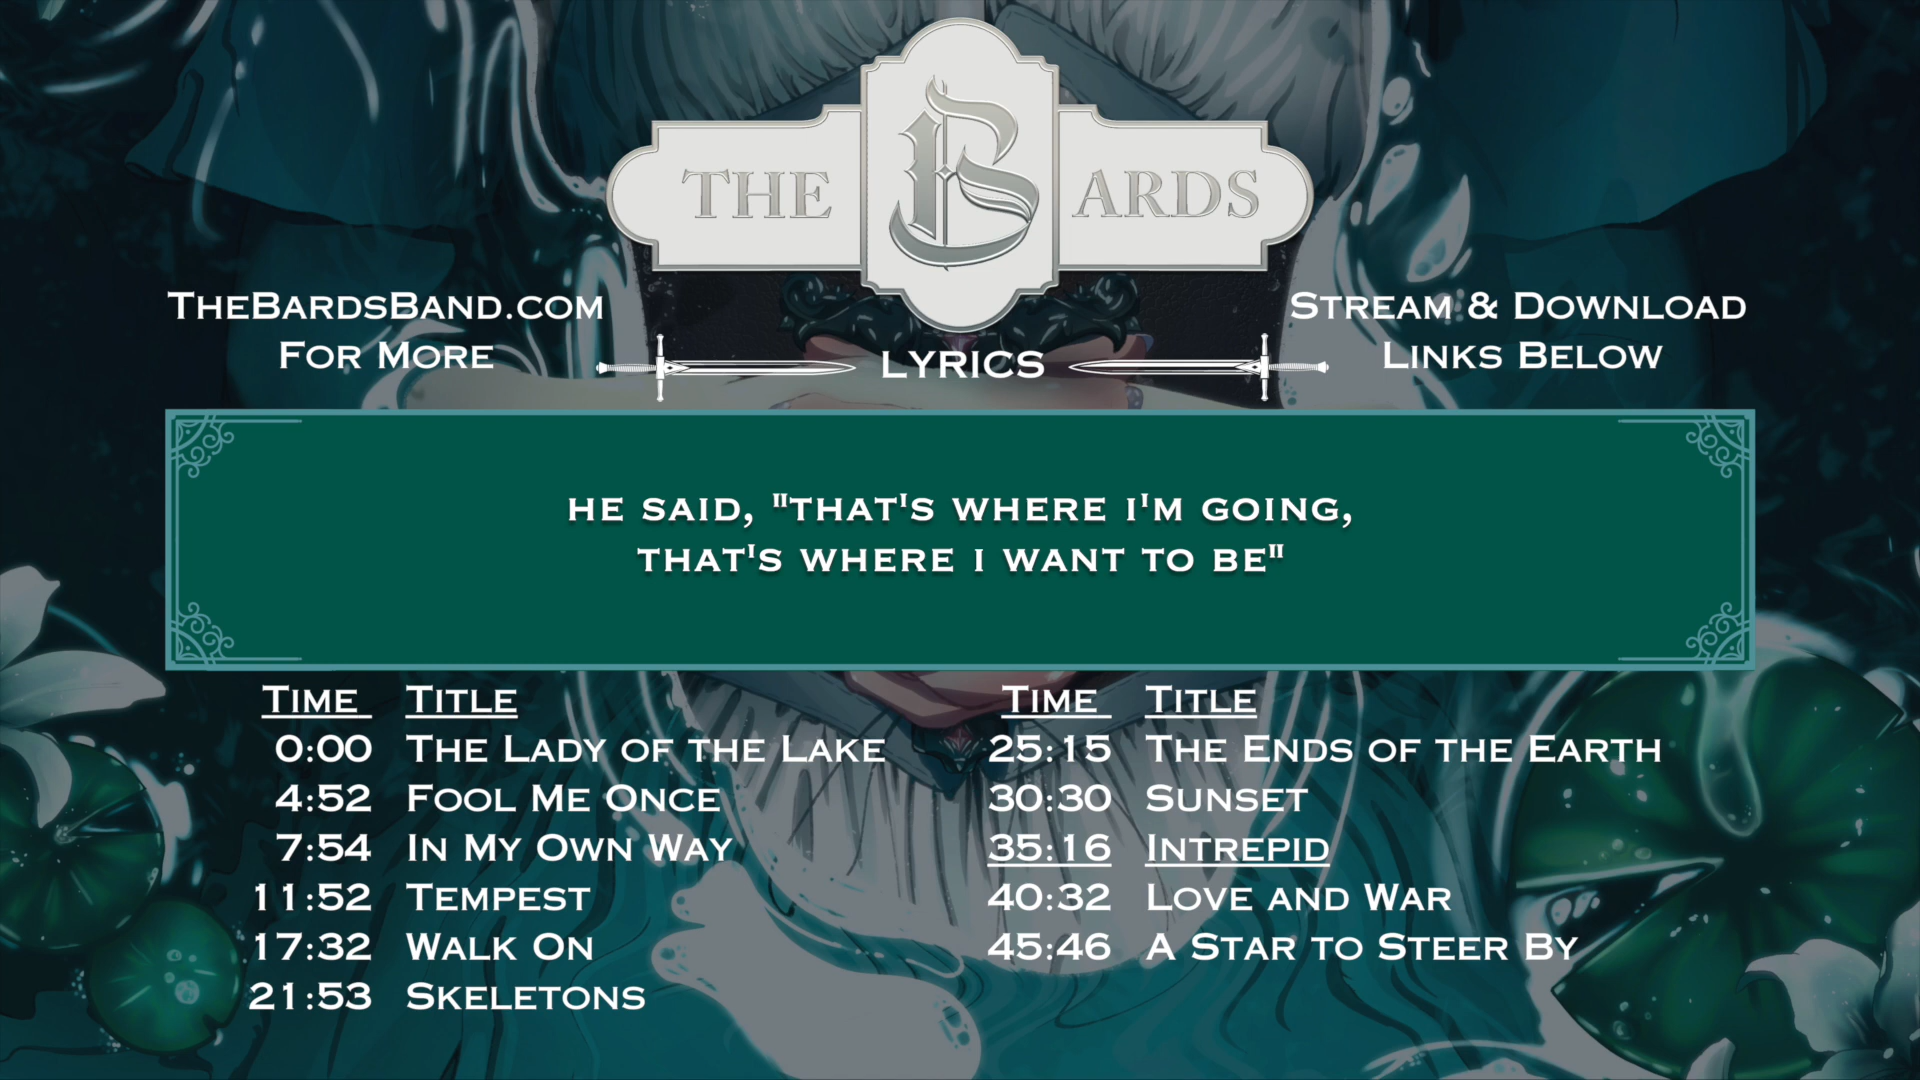 THE BARDS
THEBARDSBAND.COM
FOR MORE
STREAM & DOWNLOAD
LINKS BELOW
LYRICS
HE SAID, "THAT'S WHERE I'M GOING,
THAT'S WHERE I WANT TO BE"
TIME TITLE
0:00 THE LADY OF THE LAKE
4:52 FOOL ME ONCE
7:54 IN MY OWN WAY
11:52 TEMPEST
17:32 WALK ON
21:53 SKELETONS
TIME TITLE
25:15 THE ENDS OF THE EARTH
30:30 SUNSET
35:16 INTREPID
40:32 LOVE AND WAR
45:46 A STAR TO STEER BY